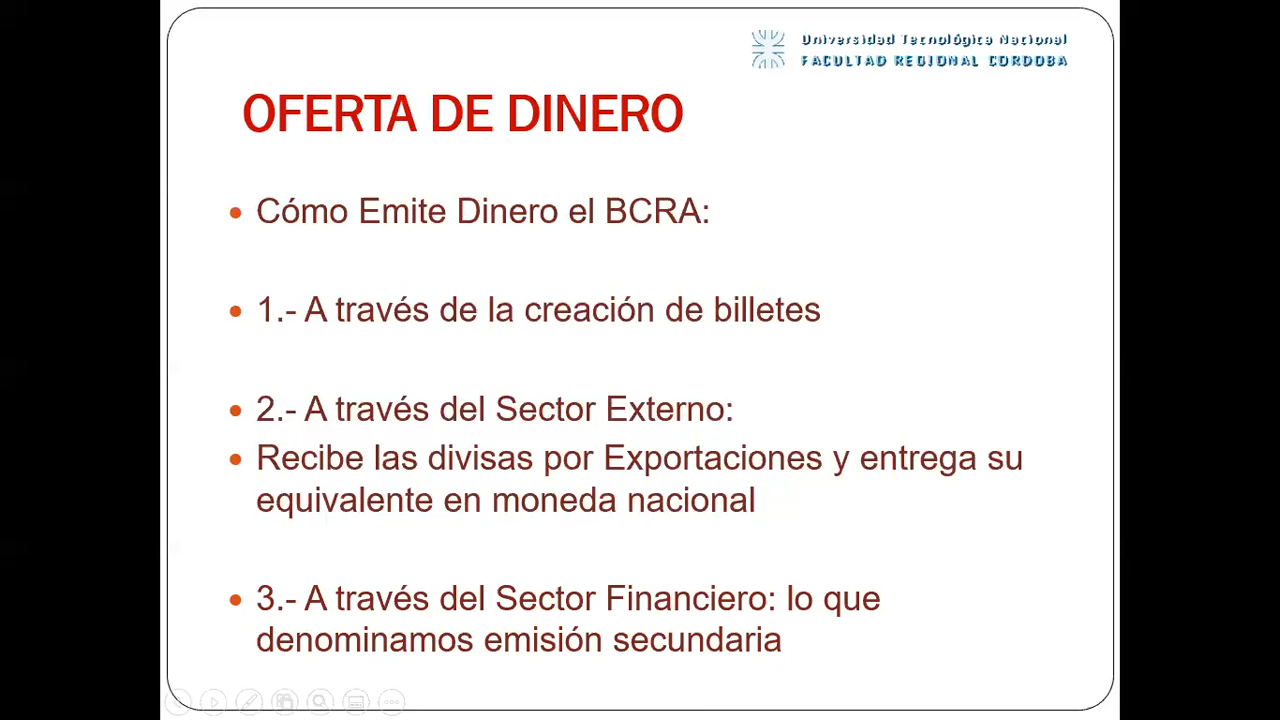 Universidad Tecnológica Nacional
FACULTAD REGIONAL CORDOBA
OFERTA DE DINERO
• Cómo Emite Dinero el BCRA:
• 1.- A través de la creación de billetes
• 2.- A través del Sector Externo:
• Recibe las divisas por Exportaciones y entrega su
equivalente en moneda nacional
• 3.- A través del Sector Financiero: lo que
denominamos emisión secundaria